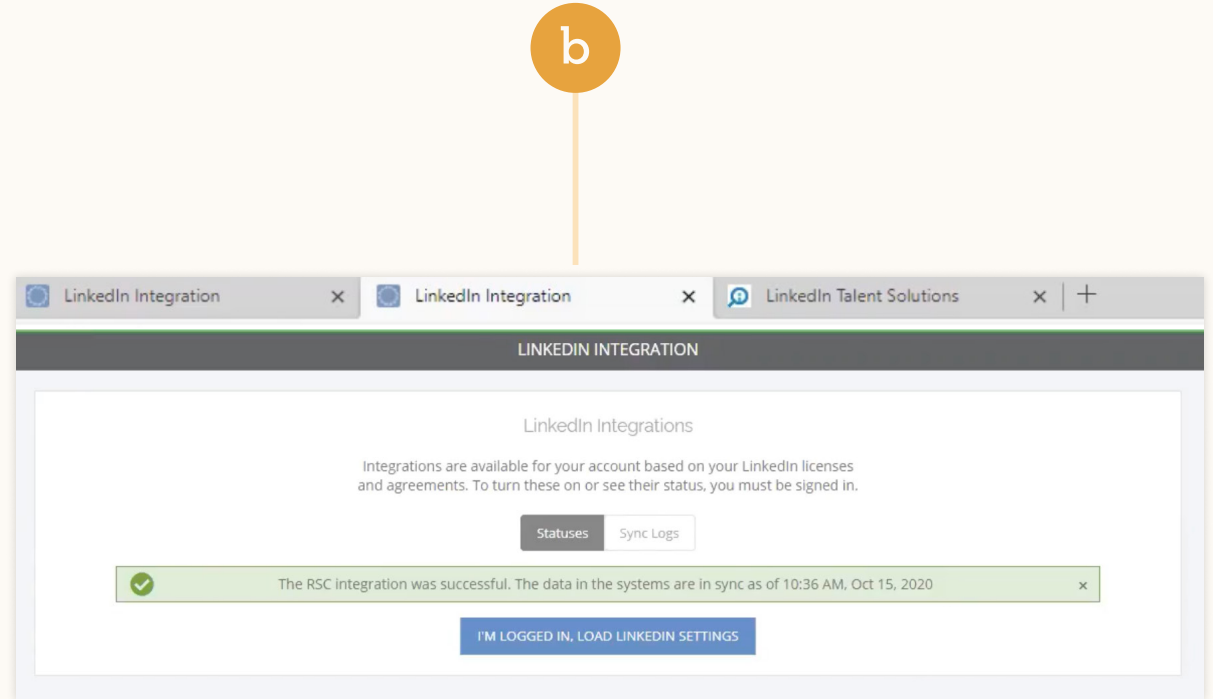 b
LinkedIn Integration
LinkedIn Integration
LinkedIn Talent Solutions
LINKEDIN INTEGRATION
LinkedIn Integrations
Integrations are available for your account based on your LinkedIn licenses
and agreements. To turn these on or see their status, you must be signed in.
Statuses Sync Logs
The RSC integration was successful. The data in the systems are in sync as of 10:36 AM, Oct 15, 2020
I'M LOGGED IN, LOAD LINKEDIN SETTINGS